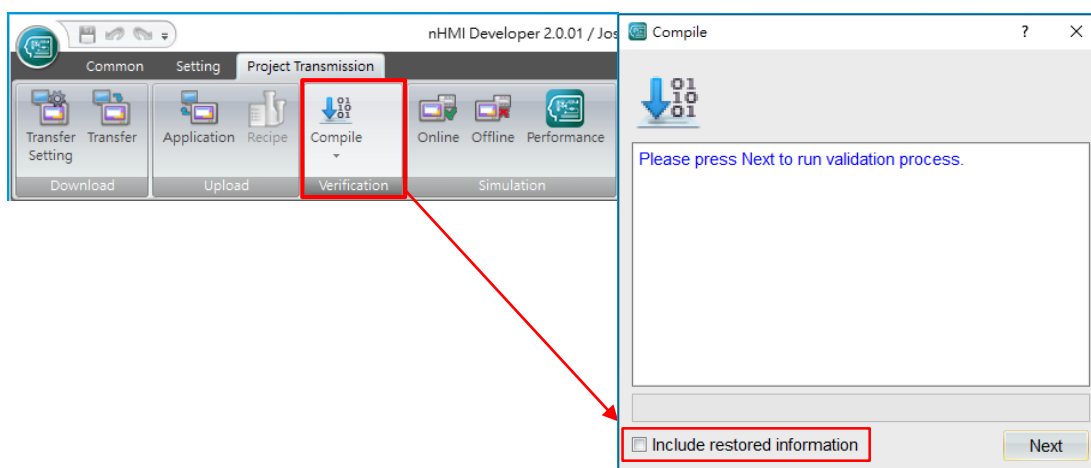 nHMI Developer 2.0.01 / Jos
Common Setting Project Transmission
Transfer Setting
Transfer
Application
Recipe
Compile
Online
Offline
Performance
Download Upload Verification Simulation
Compile ? X
01
10
01
Please press Next to run validation process.
Include restored information
Next